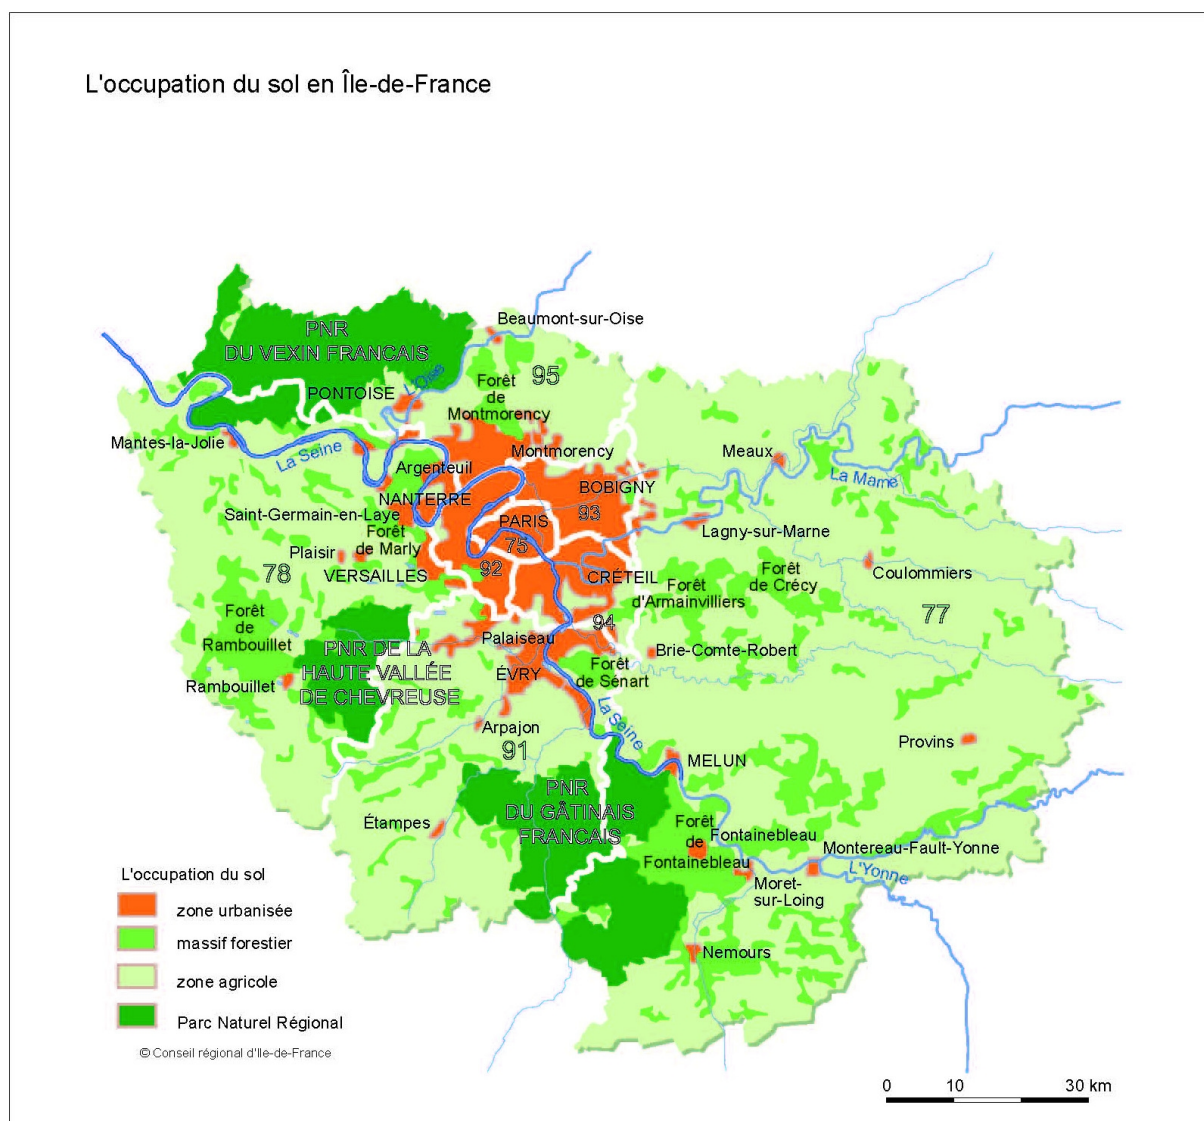 L'occupation du sol en Île-de-France
Beaumont-sur-Oise
PNR
DU VEXIN FRANCAIS
95
L'Oise
PONTOISE
Forêt
de
Montmorency
Mantes-la-Jolie
La Seine
Argenteuil
Montmorency
Meaux
La Marne
NANTERRE
BOBIGNY
93
Saint-Germain-en-Laye
PARIS
75
Forêt
de Marly
Lagny-sur-Marne
Plaisir
78
VERSAILLES
92
CRÉTEIL
Forêt
d'Armainvilliers
Forêt
de Crécy
Coulommiers
77
Forêt
de
Rambouillet
94
Palaiseau
PNR DE LA
HAUTE VALLÉE
DE CHEVREUSE
Brie-Comte-Robert
ÉVRY
Forêt
de Sénart
Rambouillet
La Seine
Arpajon
91
Provins
MELUN
PNR
DU GÂTINAIS
FRANCAIS
Étampes
Forêt
de
Fontainebleau
Fontainebleau
Montereau-Fault-Yonne
L'Yonne
Moret-
sur-Loing
Nemours
L'occupation du sol
zone urbanisée
massif forestier
zone agricole
Parc Naturel Régional
© Conseil régional d'Ile-de-France
0 10 30 km